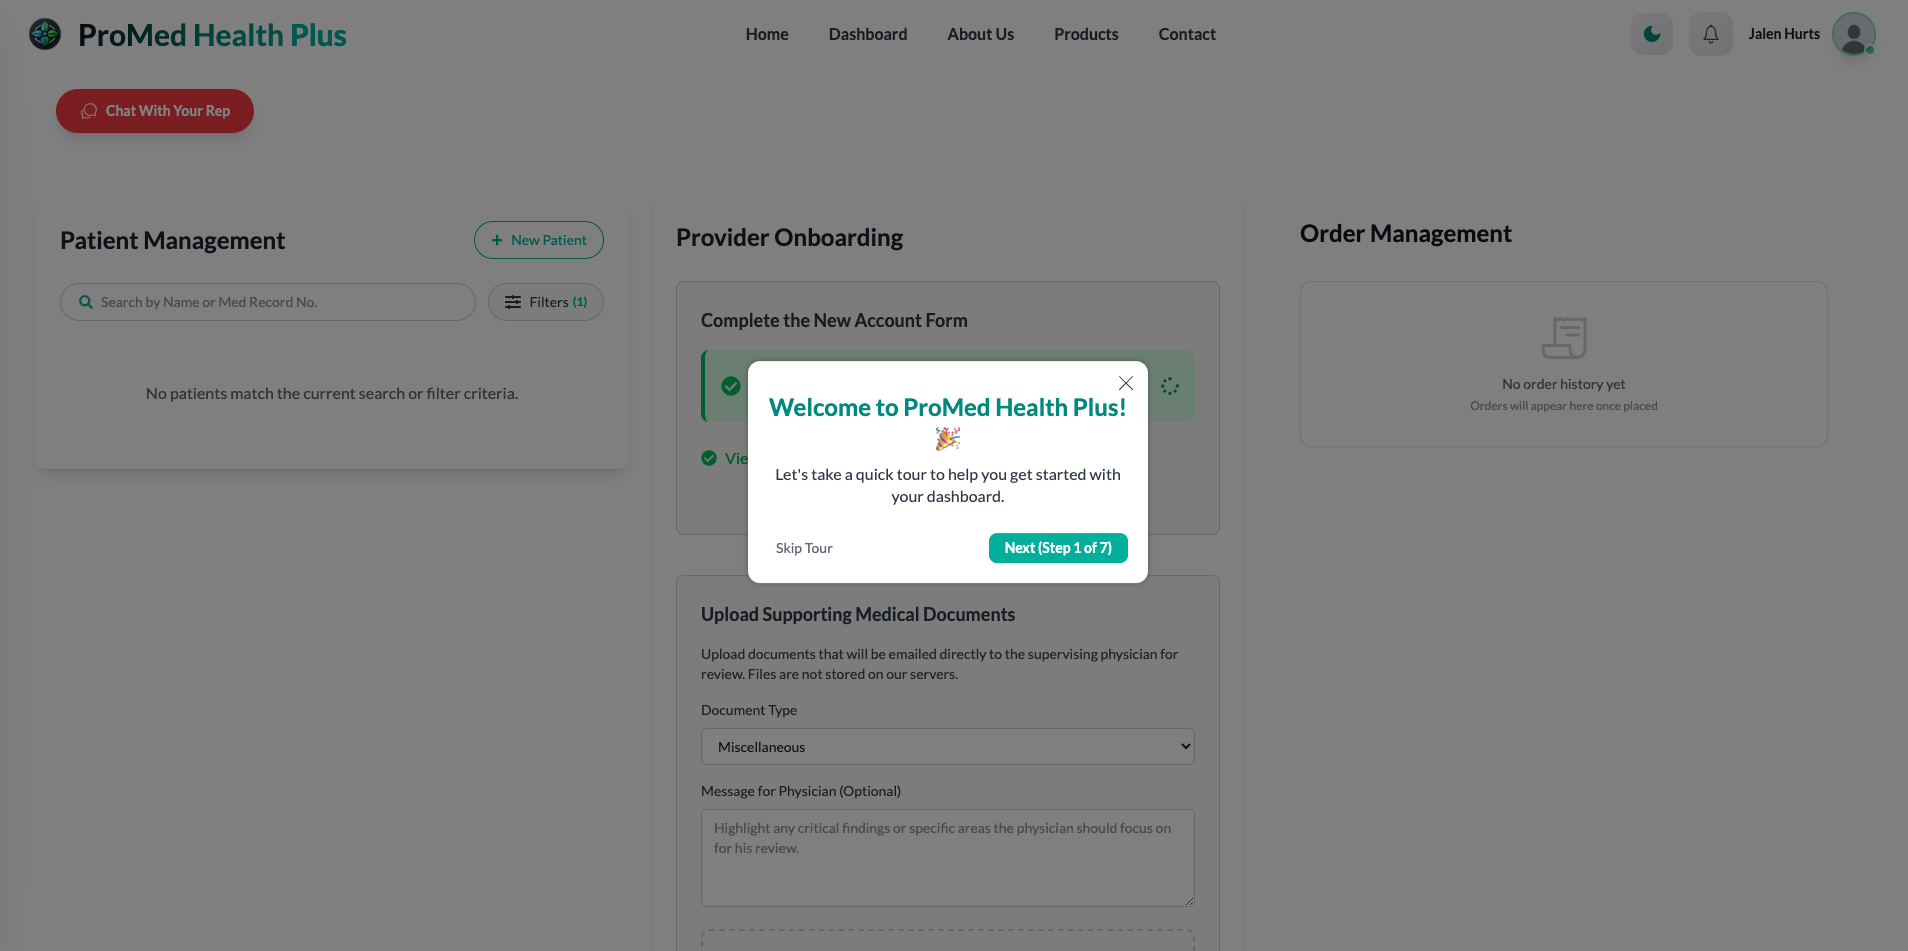 ProMed Health Plus
Home
Dashboard
About Us
Products
Contact
Jalen Hurts
Chat With Your Rep
Patient Management
New Patient
Search by Name or Med Record No.
Filters (1)
No patients match the current search or filter criteria.
Provider Onboarding
Complete the New Account Form
Vie
Welcome to ProMed Health Plus!
🎉
Let's take a quick tour to help you get started with
your dashboard.
Skip Tour
Next (Step 1 of 7)
Upload Supporting Medical Documents
Upload documents that will be emailed directly to the supervising physician for
review. Files are not stored on our servers.
Document Type
Miscellaneous
Message for Physician (Optional)
Highlight any critical findings or specific areas the physician should focus on
for his review.
Order Management
No order history yet
Orders will appear here once placed